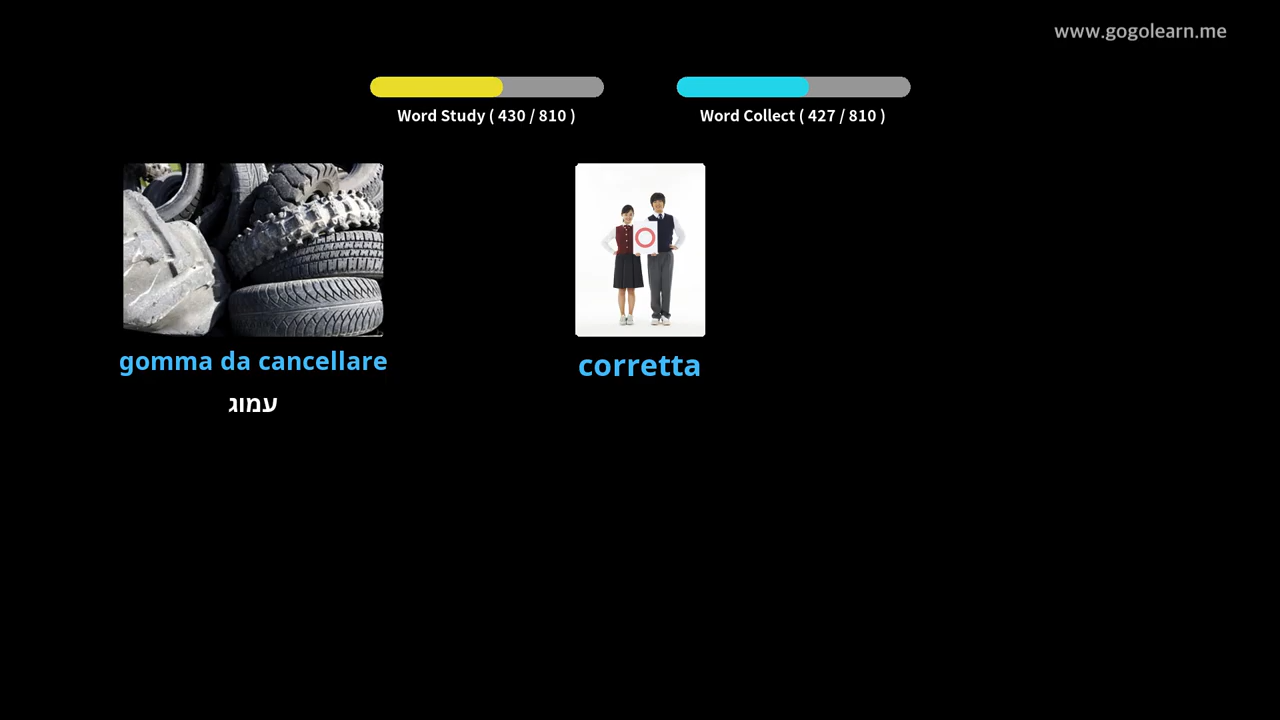 www.gogolearn.me
Word Study ( 430 / 810 )
Word Collect ( 427 / 810 )
gomma da cancellare
עמוג
corretta